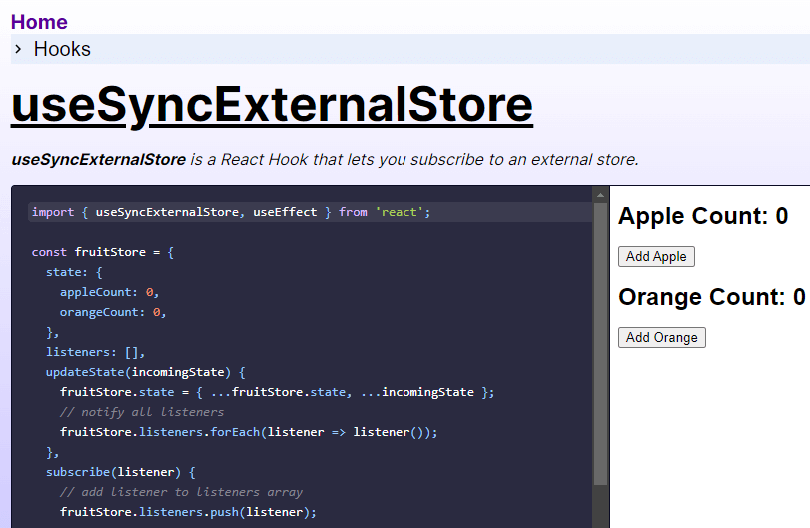 Home
Hooks
useSyncExternalStore
useSyncExternalStore is a React Hook that lets you subscribe to an external store.
import { useSyncExternalStore, useEffect } from 'react';
const fruitStore = {
  state: {
    appleCount: 0,
    orangeCount: 0,
  },
  listeners: [],
  updateState(incomingState) {
    fruitStore.state = { ...fruitStore.state, ...incomingState };
    // notify all listeners
    fruitStore.listeners.forEach(listener => listener());
  },
  subscribe(listener) {
    // add listener to listeners array
    fruitStore.listeners.push(listener);
Apple Count: 0
Add Apple
Orange Count: 0
Add Orange